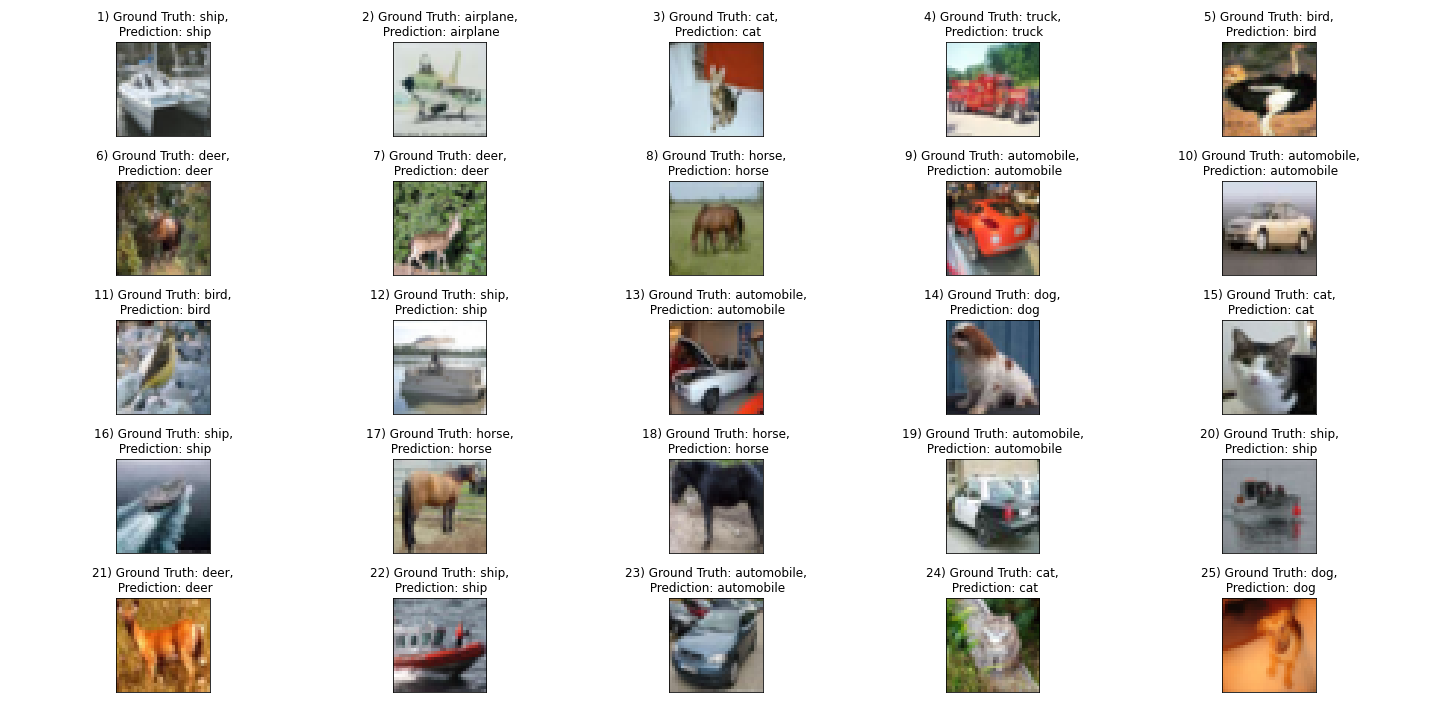 1) Ground Truth: ship,
Prediction: ship
2) Ground Truth: airplane,
Prediction: airplane
3) Ground Truth: cat,
Prediction: cat
4) Ground Truth: truck,
Prediction: truck
5) Ground Truth: bird,
Prediction: bird
6) Ground Truth: deer,
Prediction: deer
7) Ground Truth: deer,
Prediction: deer
8) Ground Truth: horse,
Prediction: horse
9) Ground Truth: automobile,
Prediction: automobile
10) Ground Truth: automobile,
Prediction: automobile
11) Ground Truth: bird,
Prediction: bird
12) Ground Truth: ship,
Prediction: ship
13) Ground Truth: automobile,
Prediction: automobile
14) Ground Truth: dog,
Prediction: dog
15) Ground Truth: cat,
Prediction: cat
16) Ground Truth: ship,
Prediction: ship
17) Ground Truth: horse,
Prediction: horse
18) Ground Truth: horse,
Prediction: horse
19) Ground Truth: automobile,
Prediction: automobile
20) Ground Truth: ship,
Prediction: ship
21) Ground Truth: deer,
Prediction: deer
22) Ground Truth: ship,
Prediction: ship
23) Ground Truth: automobile,
Prediction: automobile
24) Ground Truth: cat,
Prediction: cat
25) Ground Truth: dog,
Prediction: dog